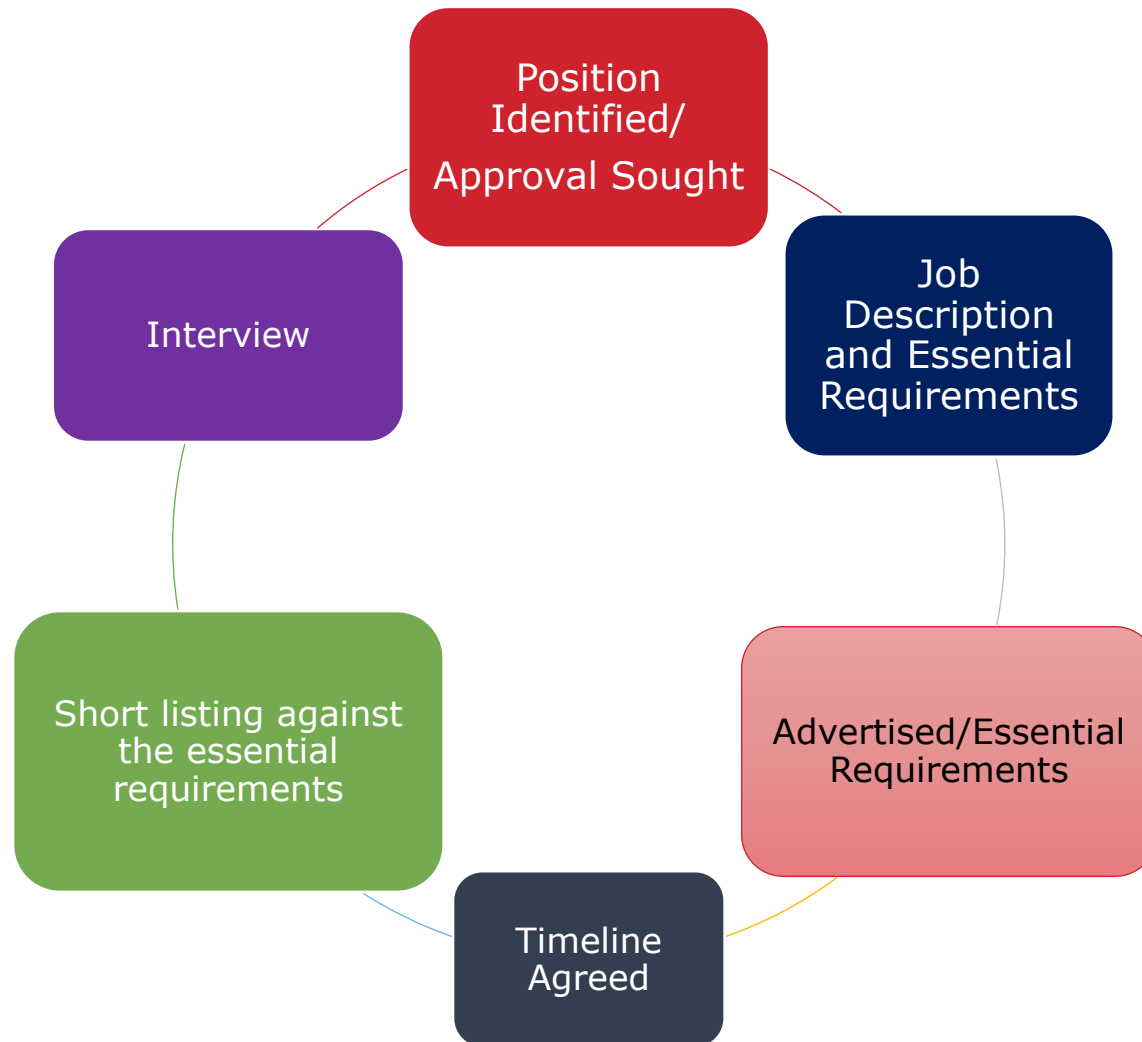 Position
Identified/
Approval Sought
Job
Description
and Essential
Requirements
Advertised/Essential
Requirements
Timeline
Agreed
Short listing against
the essential
requirements
Interview